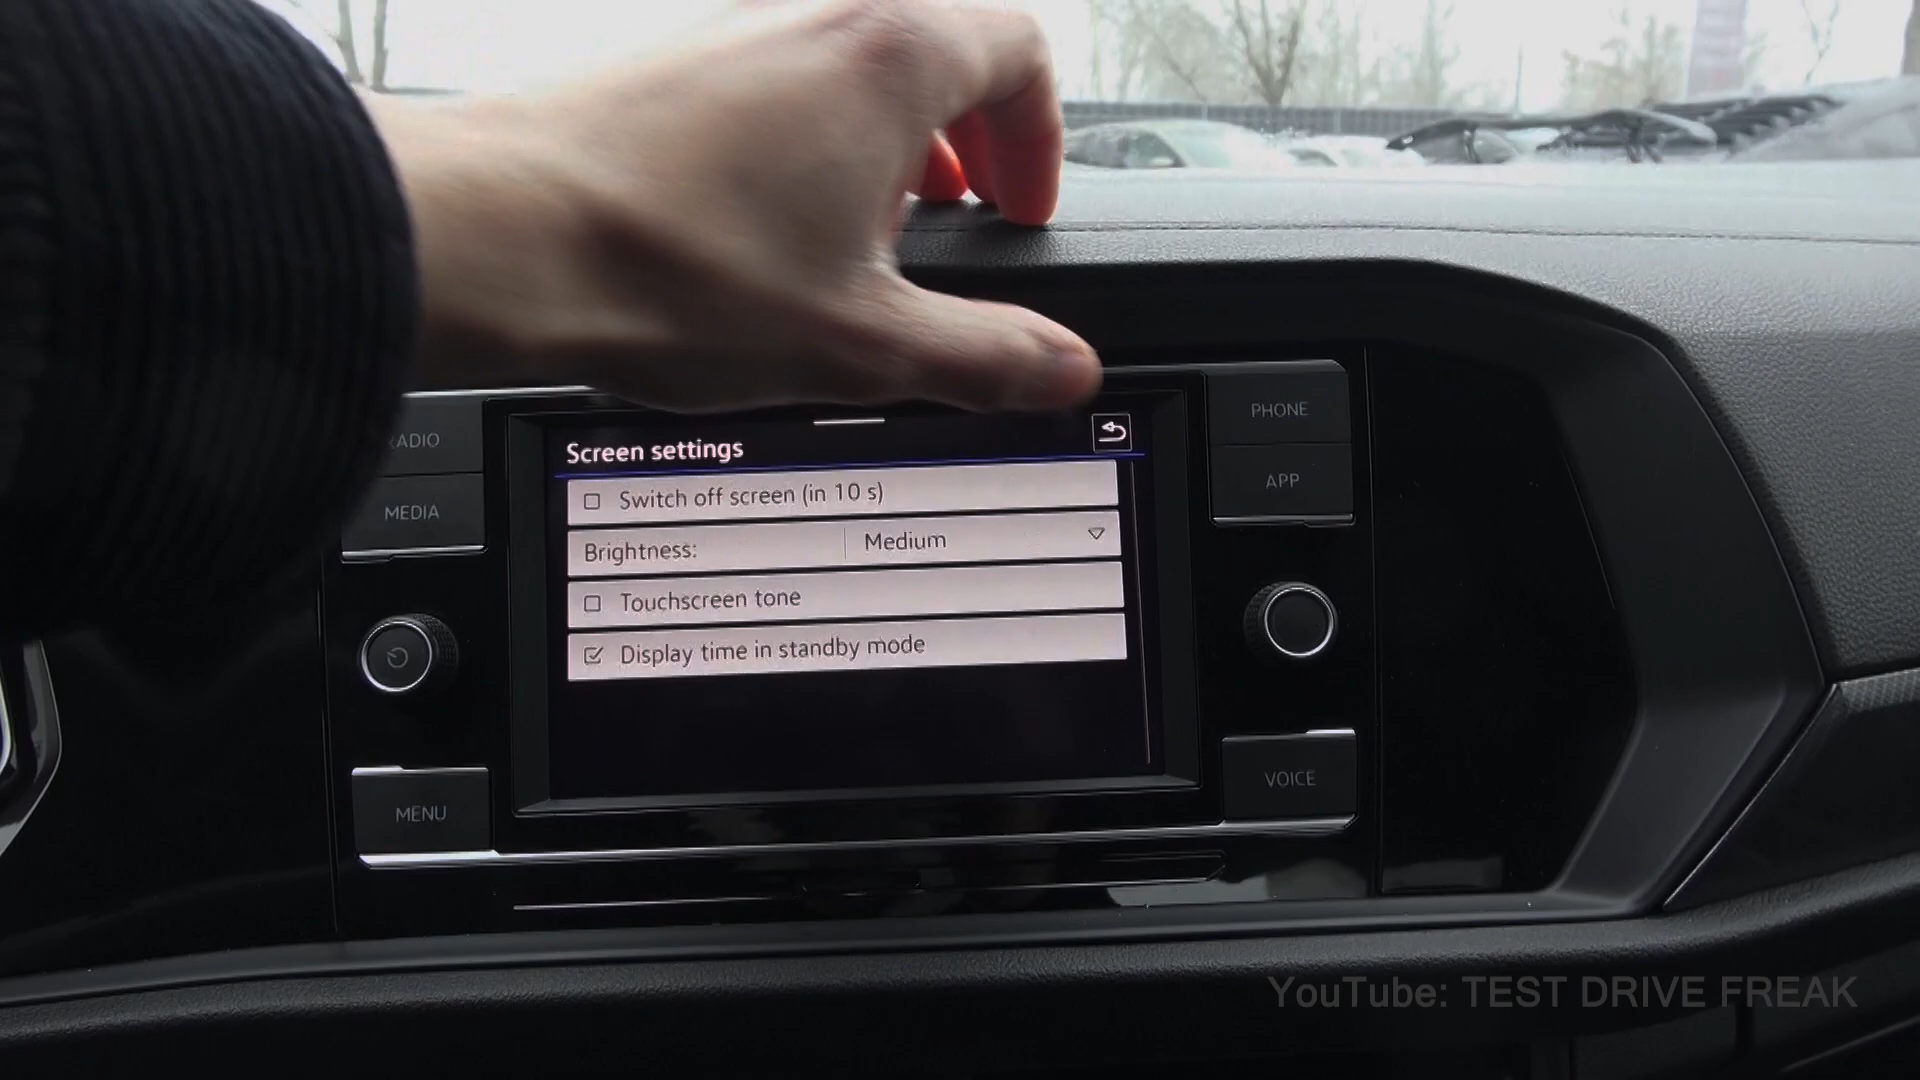 Screen settings
Switch off screen (in 10 s)
Brightness: Medium
Touchscreen tone
Display time in standby mode
ADIO
MEDIA
MENU
PHONE
APP
VOICE
YouTube: TEST DRIVE FREAK